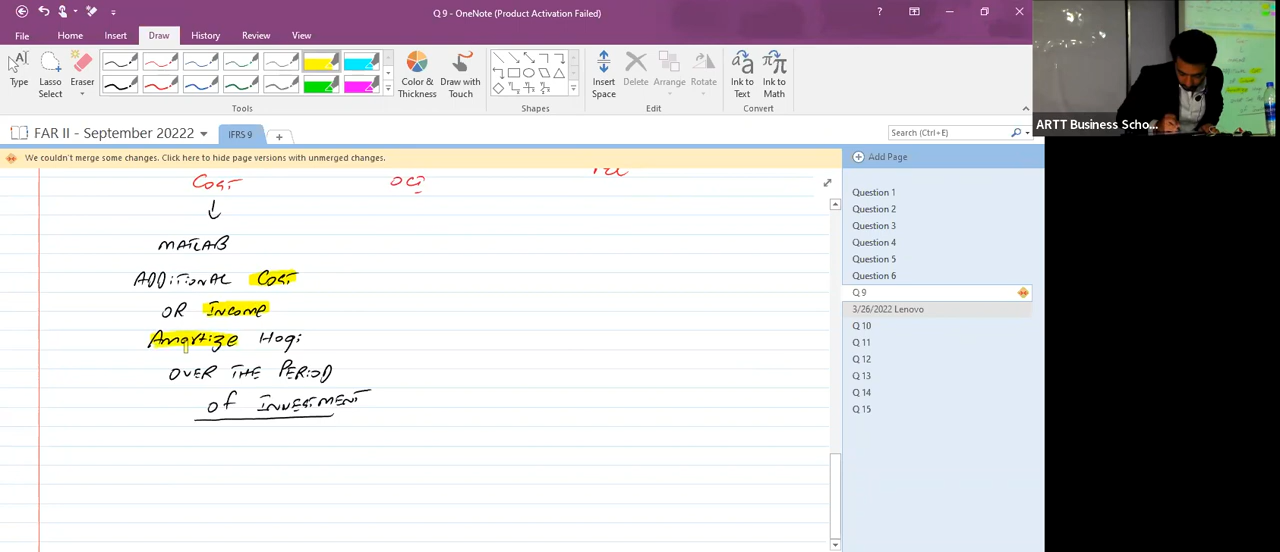 Q 9 - OneNote (Product Activation Failed)
?
File Home Insert Draw History Review View
Type
Lasso Select
Eraser
Color & Thickness
Draw with Touch
Insert Space
Delete
Arrange
Rotate
Ink to Text
Ink to Math
Tools
Shapes
Edit
Convert
ARTT Business Scho...
FAR II - September 20222
IFRS 9
Search (Ctrl+E)
We couldn't merge some changes. Click here to hide page versions with unmerged changes.
Add Page
COST OCI
MATLAB
ADDITIONAL COST
OR INCOME
Amortize Hogi
OVER THE PERIOD
of INVESTMENT
Question 1
Question 2
Question 3
Question 4
Question 5
Question 6
Q 9
3/26/2022 Lenovo
Q 10
Q 11
Q 12
Q 13
Q 14
Q 15